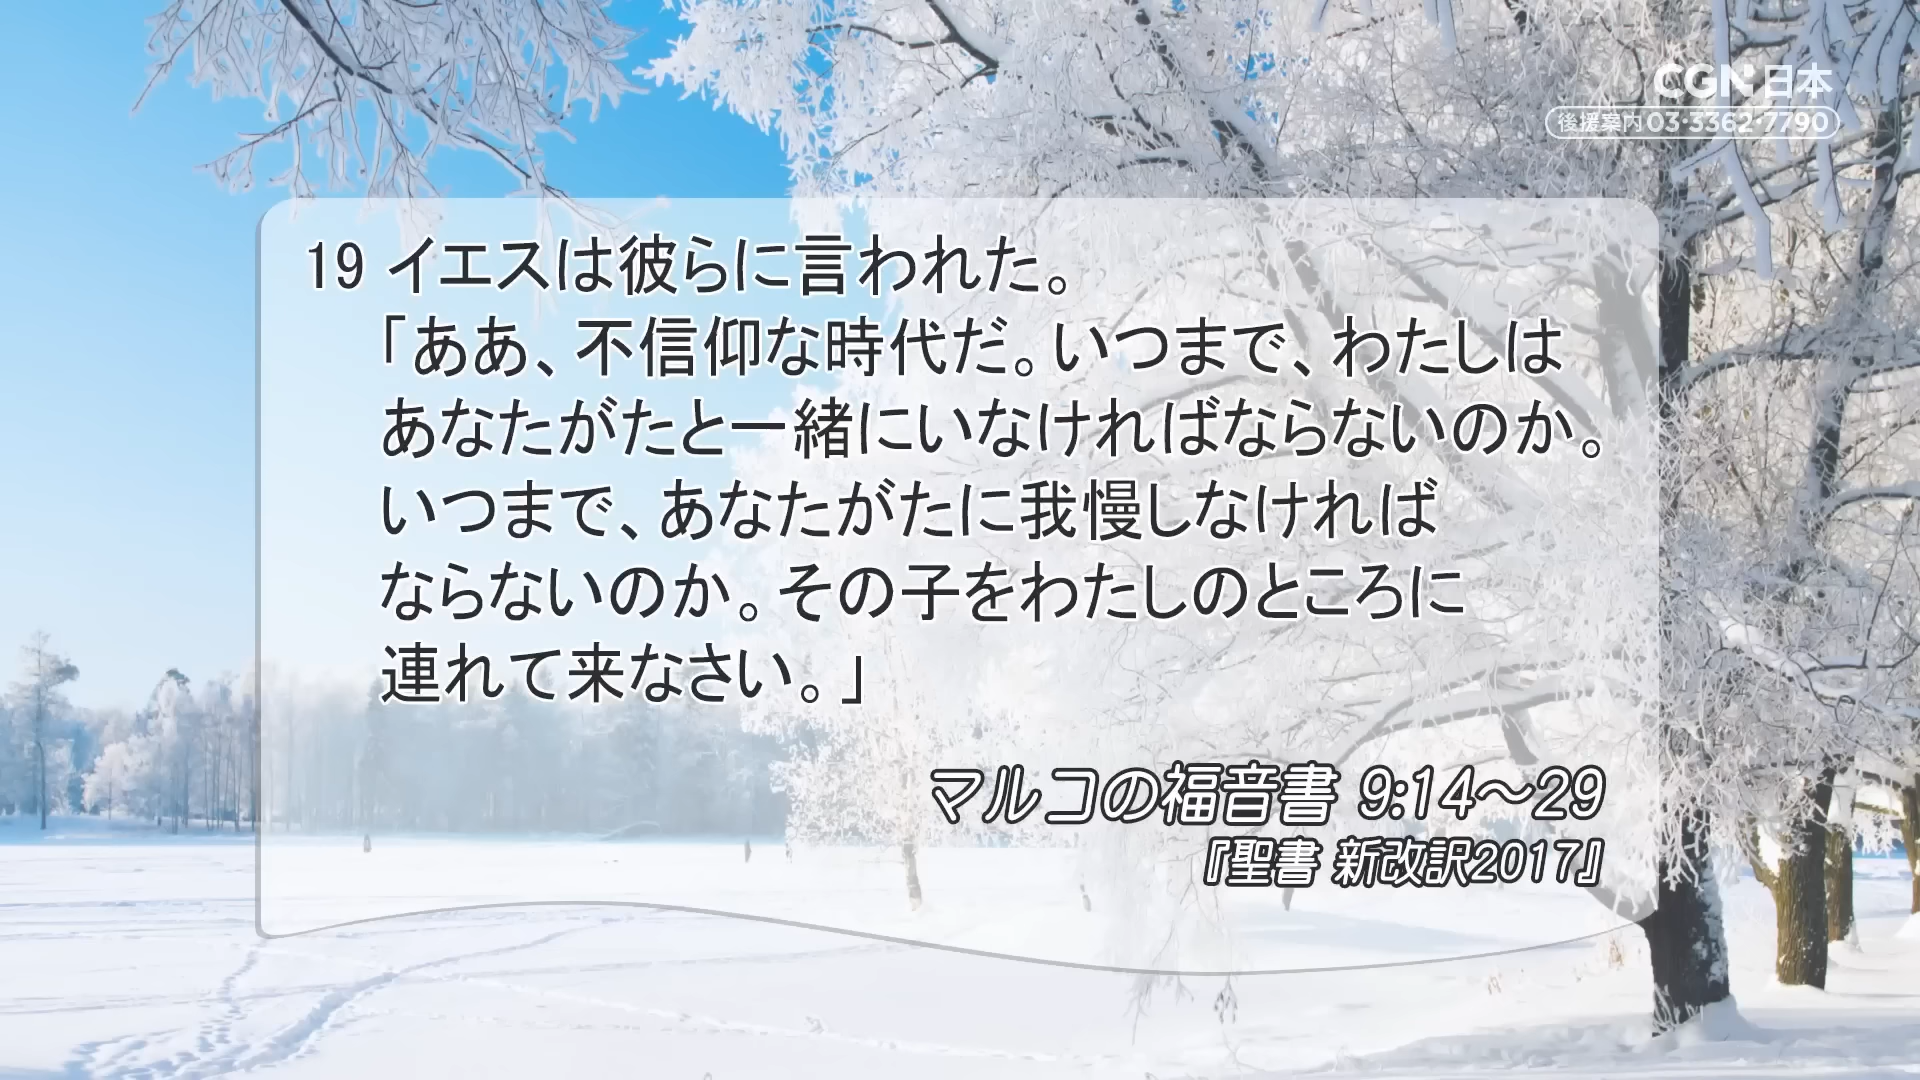 CGN日本
後援案内 03·3362·7790
19 イエスは彼らに言われた。
「ああ、不信仰な時代だ。いつまで、わたしは
あなたがたと一緒にいなければならないのか。
いつまで、あなたがたに我慢しなければ
ならないのか。その子をわたしのところに
連れて来なさい。」
マルコの福音書 9:14～29
『聖書 新改訳2017』